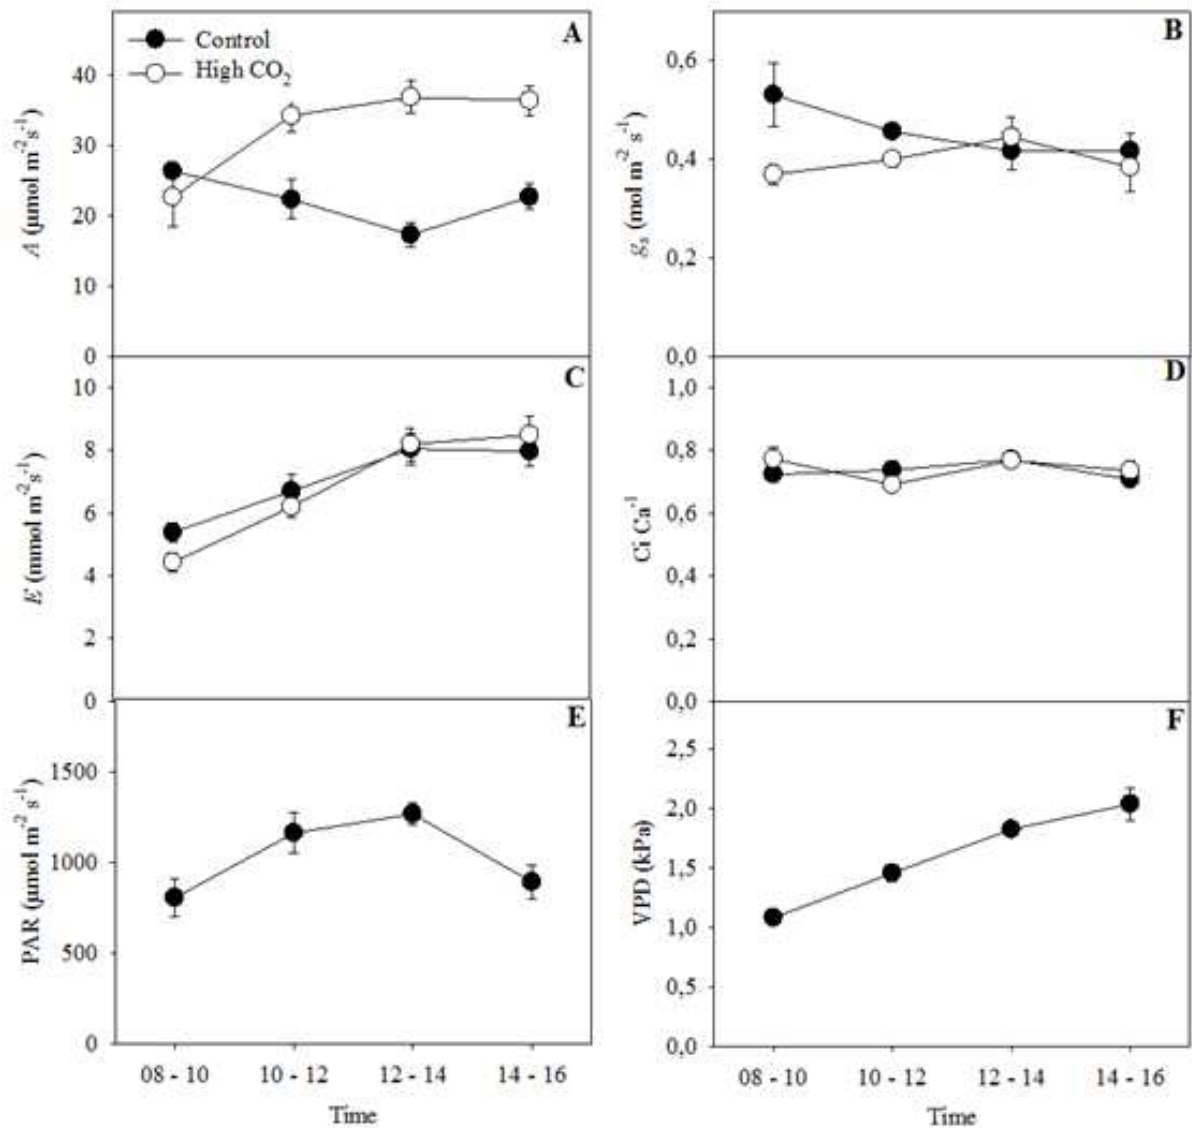 A
Control
High CO₂
40
30
20
10
0
A (µmol m⁻²s⁻¹)
B
0,6
0,4
0,2
0,0
gₛ (mol m⁻² s⁻¹)
C
10
8
6
4
2
0
E (mmol m⁻²s⁻¹)
D
1,0
0,8
0,6
0,4
0,2
0,0
Ci Ca⁻¹
E
1500
1000
500
0
PAR (µmol m⁻² s⁻¹)
08 - 10 10 - 12 12 - 14 14 - 16
Time
F
2,5
2,0
1,5
1,0
0,5
0,0
VPD (kPa)
08 - 10 10 - 12 12 - 14 14 - 16
Time